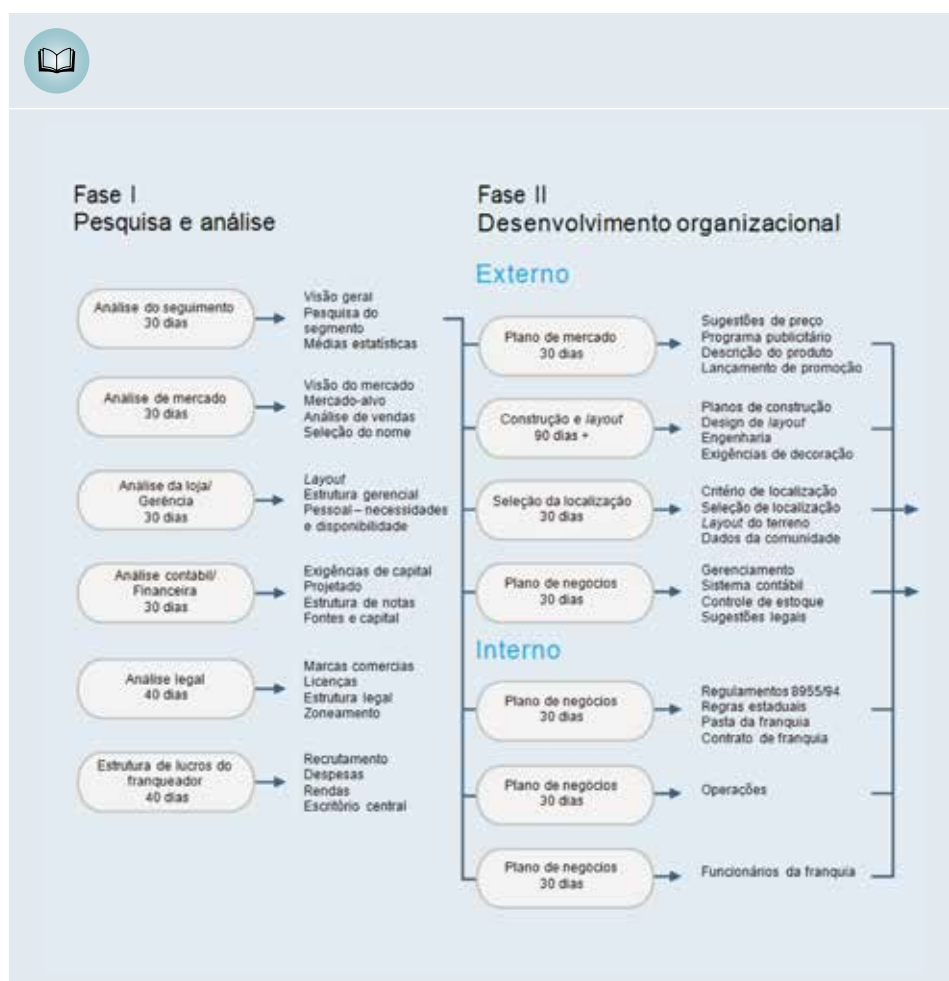 Fase I
Pesquisa e análise
Análise do seguimento
30 dias
Visão geral
Pesquisa do
segmento
Médias estatísticas
Análise de mercado
30 dias
Visão do mercado
Mercado-alvo
Análise de vendas
Seleção do nome
Análise da loja/
Gerência
30 dias
Layout
Estrutura gerencial
Pessoal – necessidades
e disponibilidade
Análise contábil/
Financeira
30 dias
Exigências de capital
Projetado
Estrutura de notas
Fontes e capital
Análise legal
40 dias
Marcas comercias
Licenças
Estrutura legal
Zoneamento
Estrutura de lucros do
franqueador
40 dias
Recrutamento
Despesas
Rendas
Escritório central
Fase II
Desenvolvimento organizacional
Externo
Plano de mercado
30 dias
Sugestões de preço
Programa publicitário
Descrição do produto
Lançamento de promoção
Construção e layout
90 dias +
Planos de construção
Design de layout
Engenharia
Exigências de decoração
Seleção da localização
30 dias
Critério de localização
Seleção de localização
Layout do terreno
Dados da comunidade
Plano de negócios
30 dias
Gerenciamento
Sistema contábil
Controle de estoque
Sugestões legais
Interno
Plano de negócios
30 dias
Regulamentos 8955/94
Regras estaduais
Pasta da franquia
Contrato de franquia
Plano de negócios
30 dias
Operações
Plano de negócios
30 dias
Funcionários da franquia